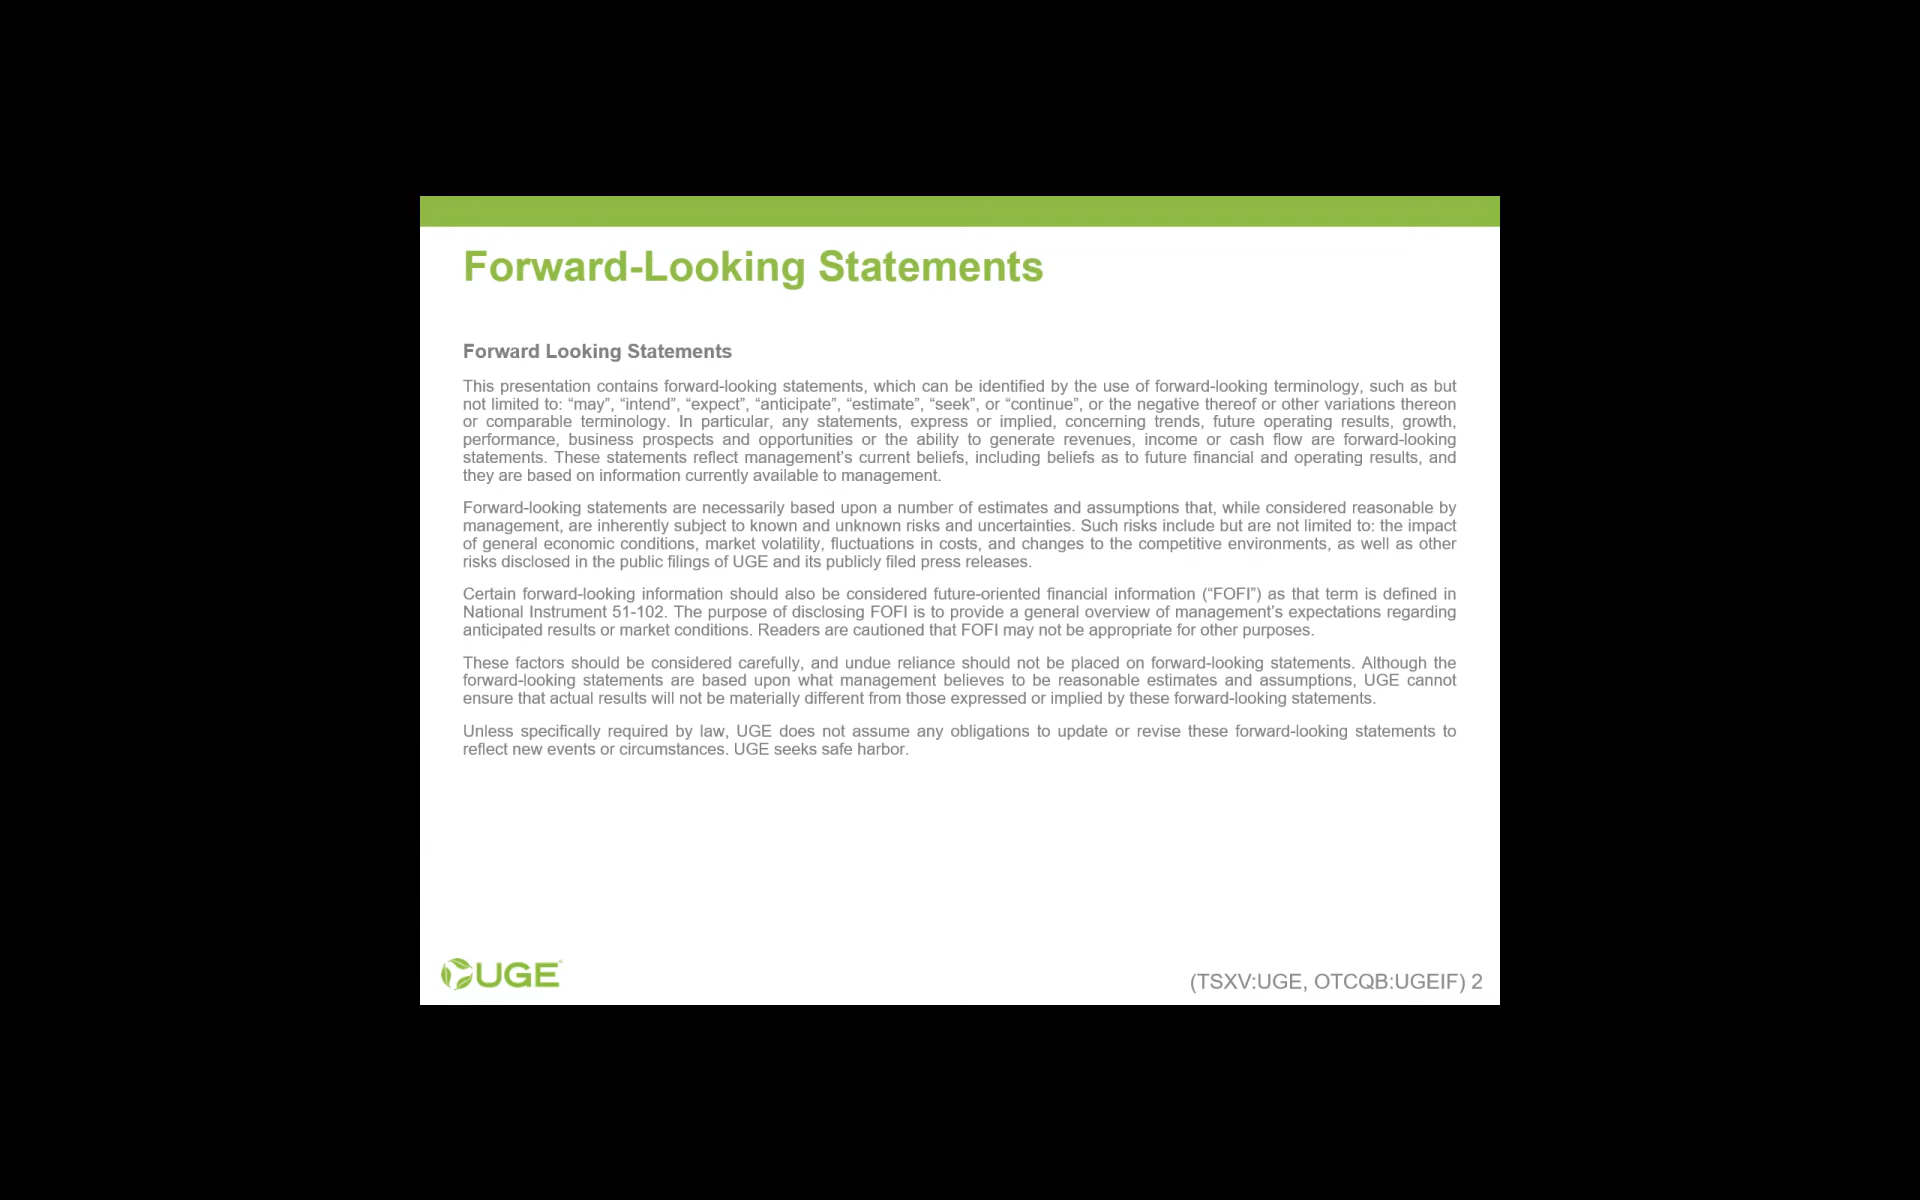 Forward-Looking Statements
Forward Looking Statements
This presentation contains forward-looking statements, which can be identified by the use of forward-looking terminology, such as but
not limited to: “may”, “intend”, “expect”, “anticipate”, “estimate”, “seek”, or “continue”, or the negative thereof or other variations thereon
or comparable terminology. In particular, any statements, express or implied, concerning trends, future operating results, growth,
performance, business prospects and opportunities or the ability to generate revenues, income or cash flow are forward-looking
statements. These statements reflect management’s current beliefs, including beliefs as to future financial and operating results, and
they are based on information currently available to management.
Forward-looking statements are necessarily based upon a number of estimates and assumptions that, while considered reasonable by
management, are inherently subject to known and unknown risks and uncertainties. Such risks include but are not limited to: the impact
of general economic conditions, market volatility, fluctuations in costs, and changes to the competitive environments, as well as other
risks disclosed in the public filings of UGE and its publicly filed press releases.
Certain forward-looking information should also be considered future-oriented financial information (“FOFI”) as that term is defined in
National Instrument 51-102. The purpose of disclosing FOFI is to provide a general overview of management’s expectations regarding
anticipated results or market conditions. Readers are cautioned that FOFI may not be appropriate for other purposes.
These factors should be considered carefully, and undue reliance should not be placed on forward-looking statements. Although the
forward-looking statements are based upon what management believes to be reasonable estimates and assumptions, UGE cannot
ensure that actual results will not be materially different from those expressed or implied by these forward-looking statements.
Unless specifically required by law, UGE does not assume any obligations to update or revise these forward-looking statements to
reflect new events or circumstances. UGE seeks safe harbor.
UGE
(TSXV:UGE, OTCQB:UGEIF) 2